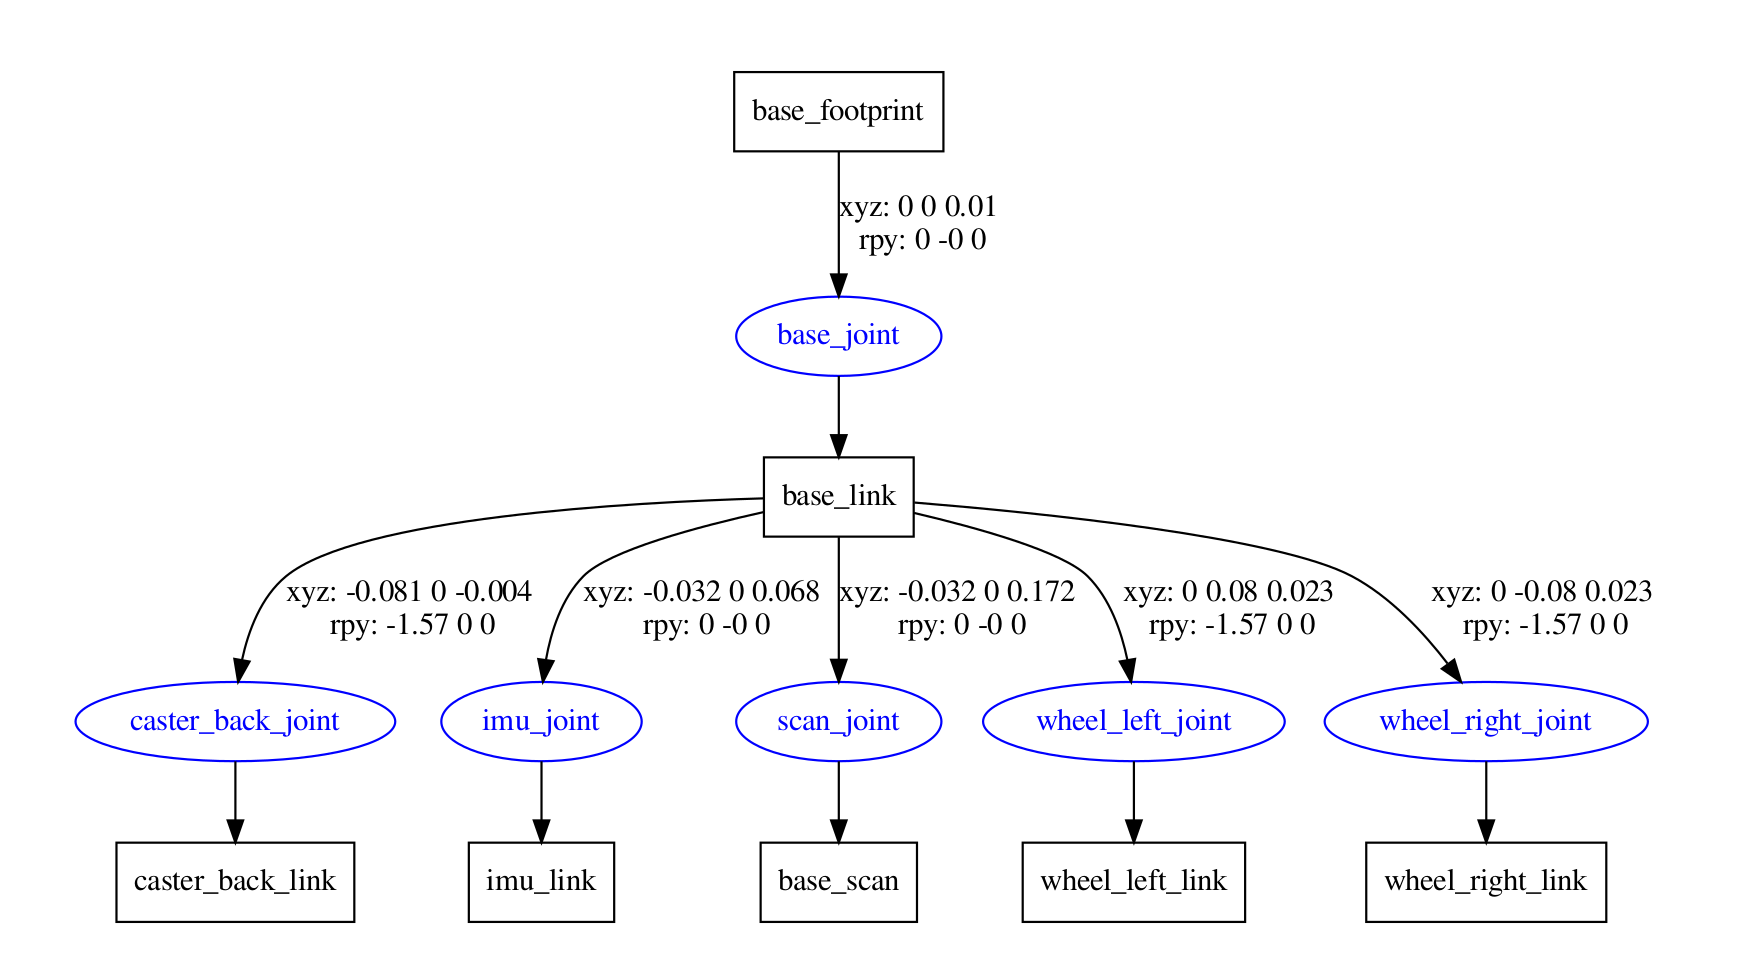 base_footprint
xyz: 0 0 0.01
rpy: 0 -0 0
base_joint
base_link
xyz: -0.081 0 -0.004
rpy: -1.57 0 0
xyz: -0.032 0 0.068
rpy: 0 -0 0
xyz: -0.032 0 0.172
rpy: 0 -0 0
xyz: 0 0.08 0.023
rpy: -1.57 0 0
xyz: 0 -0.08 0.023
rpy: -1.57 0 0
caster_back_joint
imu_joint
scan_joint
wheel_left_joint
wheel_right_joint
caster_back_link
imu_link
base_scan
wheel_left_link
wheel_right_link